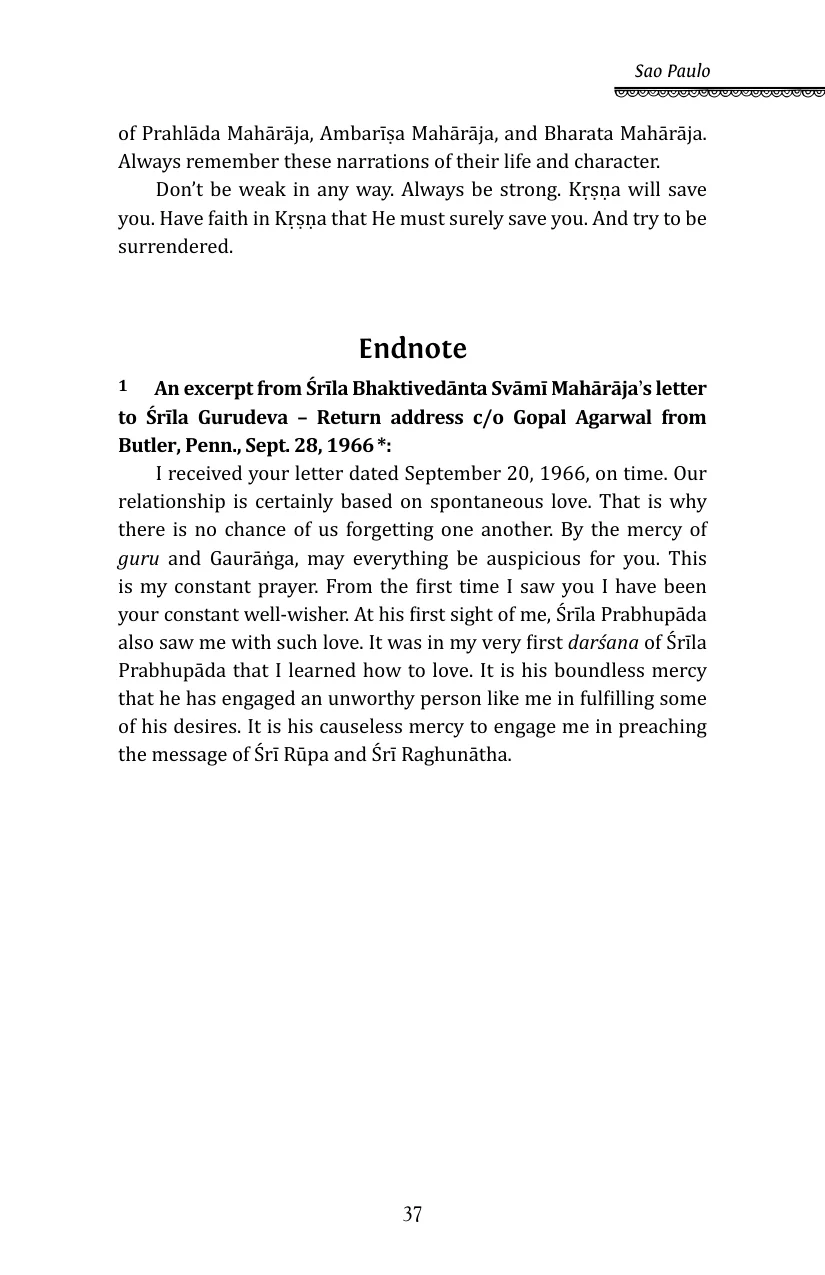 Sao Paulo
of Prahlāda Mahārāja, Ambarīṣa Mahārāja, and Bharata Mahārāja.
Always remember these narrations of their life and character.
Don’t be weak in any way. Always be strong. Kṛṣṇa will save
you. Have faith in Kṛṣṇa that He must surely save you. And try to be
surrendered.
Endnote
1 An excerpt from Śrīla Bhaktivedānta Svāmī Mahārāja’s letter
to Śrīla Gurudeva – Return address c/o Gopal Agarwal from
Butler, Penn., Sept. 28, 1966 *:
I received your letter dated September 20, 1966, on time. Our
relationship is certainly based on spontaneous love. That is why
there is no chance of us forgetting one another. By the mercy of
guru and Gaurāṅga, may everything be auspicious for you. This
is my constant prayer. From the first time I saw you I have been
your constant well-wisher. At his first sight of me, Śrīla Prabhupāda
also saw me with such love. It was in my very first darśana of Śrīla
Prabhupāda that I learned how to love. It is his boundless mercy
that he has engaged an unworthy person like me in fulfilling some
of his desires. It is his causeless mercy to engage me in preaching
the message of Śrī Rūpa and Śrī Raghunātha.
37